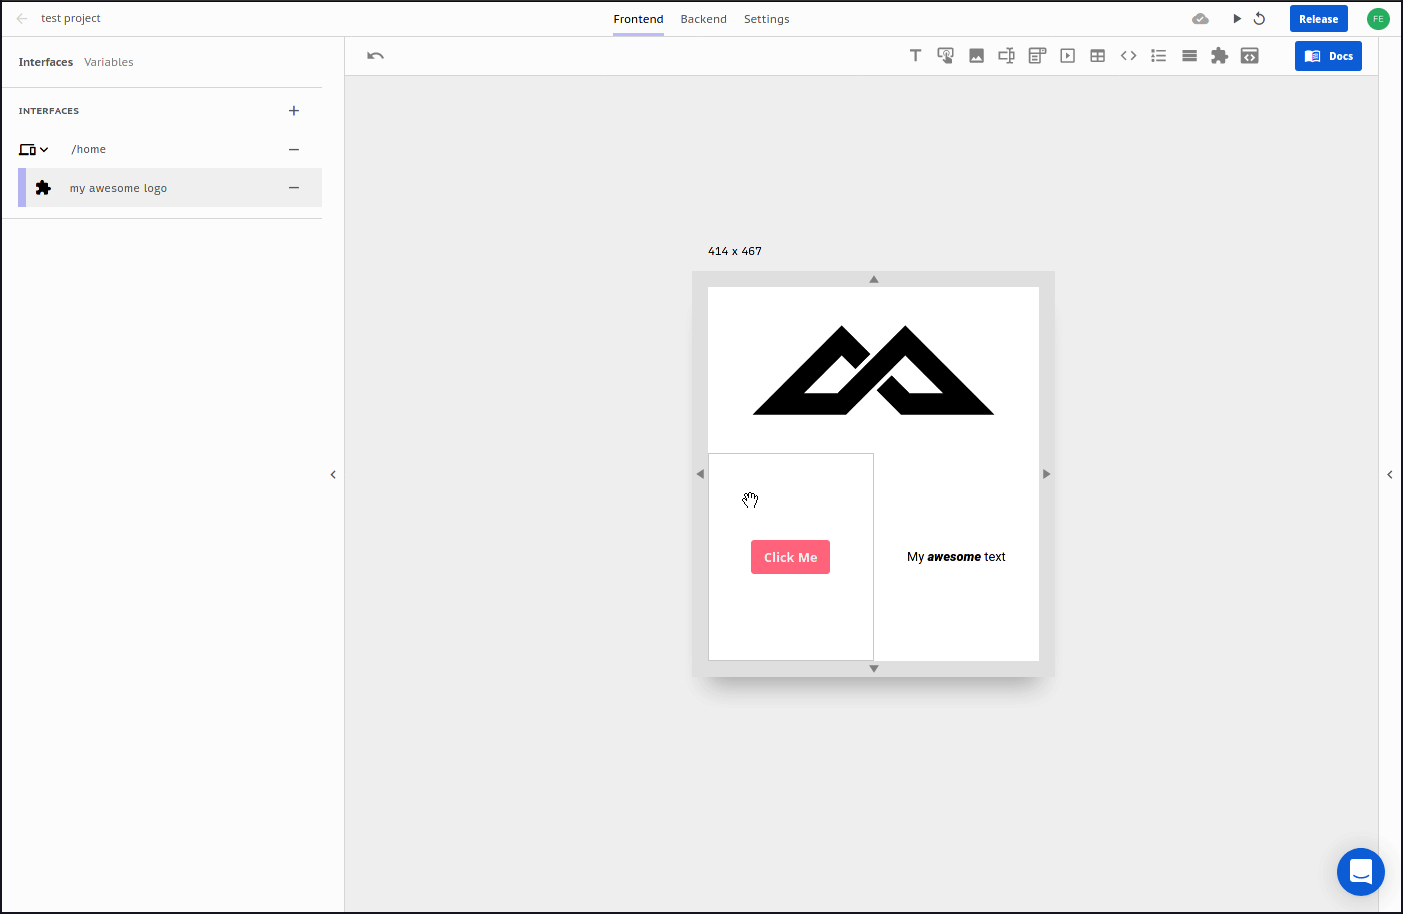 test project
Frontend Backend Settings
Release
FE
Interfaces Variables
Docs
INTERFACES
/home
my awesome logo
414 x 467
Click Me
My awesome text